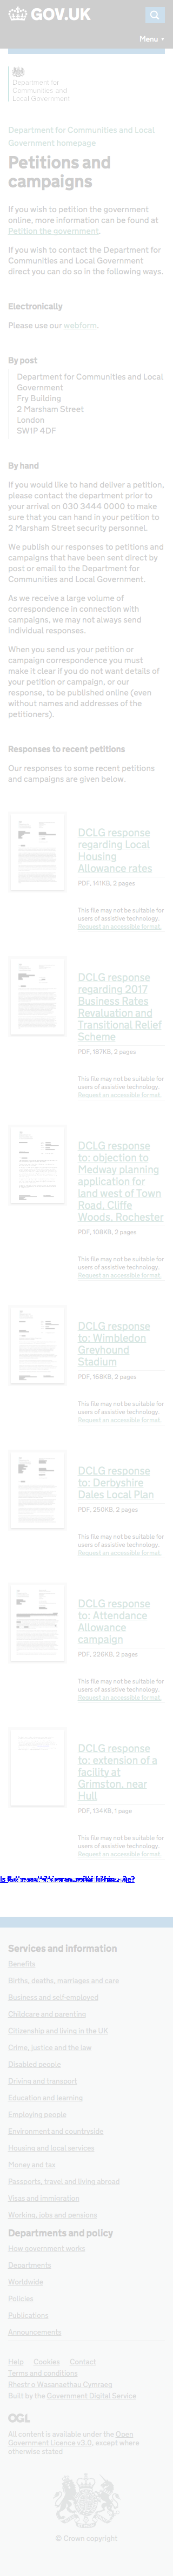 GOV.UK
Menu
Department for
Communities and
Local Government
Department for Communities and Local
Government homepage
Petitions and
campaigns
If you wish to petition the government
online, more information can be found at
Petition the government.
If you wish to contact the Department for
Communities and Local Government
direct you can do so in the following ways.
Electronically
Please use our webform.
By post
Department for Communities and Local
Government
Fry Building
2 Marsham Street
London
SW1P 4DF
By hand
If you would like to hand deliver a petition,
please contact the department prior to
your arrival on 030 3444 0000 to make
sure that you can hand in your petition to
2 Marsham Street security personnel.
We publish our responses to petitions and
campaigns that have been sent direct by
post or email to the Department for
Communities and Local Government.
As we receive a large volume of
correspondence in connection with
campaigns, we may not always send
individual responses.
When you send us your petition or
campaign correspondence you must
make it clear if you do not want details of
your petition or campaign, or our
response, to be published online (even
without names and addresses of the
petitioners).
Responses to recent petitions
Our responses to some recent petitions
and campaigns are given below.
DCLG response
regarding Local
Housing
Allowance rates
PDF, 141KB, 2 pages
This file may not be suitable for
users of assistive technology.
Request an accessible format.
DCLG response
regarding 2017
Business Rates
Revaluation and
Transitional Relief
Scheme
PDF, 187KB, 2 pages
This file may not be suitable for
users of assistive technology.
Request an accessible format.
DCLG response
to: objection to
Medway planning
application for
land west of Town
Road, Cliffe
Woods, Rochester
PDF, 108KB, 2 pages
This file may not be suitable for
users of assistive technology.
Request an accessible format.
DCLG response
to: Wimbledon
Greyhound
Stadium
PDF, 168KB, 2 pages
This file may not be suitable for
users of assistive technology.
Request an accessible format.
DCLG response
to: Derbyshire
Dales Local Plan
PDF, 255KB, 2 pages
This file may not be suitable for
users of assistive technology.
Request an accessible format.
DCLG response
to: Attendance
Allowance
campaign
PDF, 226KB, 2 pages
This file may not be suitable for
users of assistive technology.
Request an accessible format.
DCLG response
to: extension of a
facility at
Grimston, near
Hull
PDF, 134KB, 1 page
This file may not be suitable for
users of assistive technology.
Request an accessible format.
Services and information
Benefits
Births, deaths, marriages and care
Business and self-employed
Childcare and parenting
Citizenship and living in the UK
Crime, justice and the law
Disabled people
Driving and transport
Education and learning
Employing people
Environment and countryside
Housing and local services
Money and tax
Passports, travel and living abroad
Visas and immigration
Working, jobs and pensions
Departments and policy
How government works
Departments
Worldwide
Policies
Publications
Announcements
Help Cookies Contact
Terms and conditions
Rhestr o Wasanaethau Cymraeg
Built by the Government Digital Service
OGL
All content is available under the Open
Government Licence v3.0, except where
otherwise stated
© Crown copyright